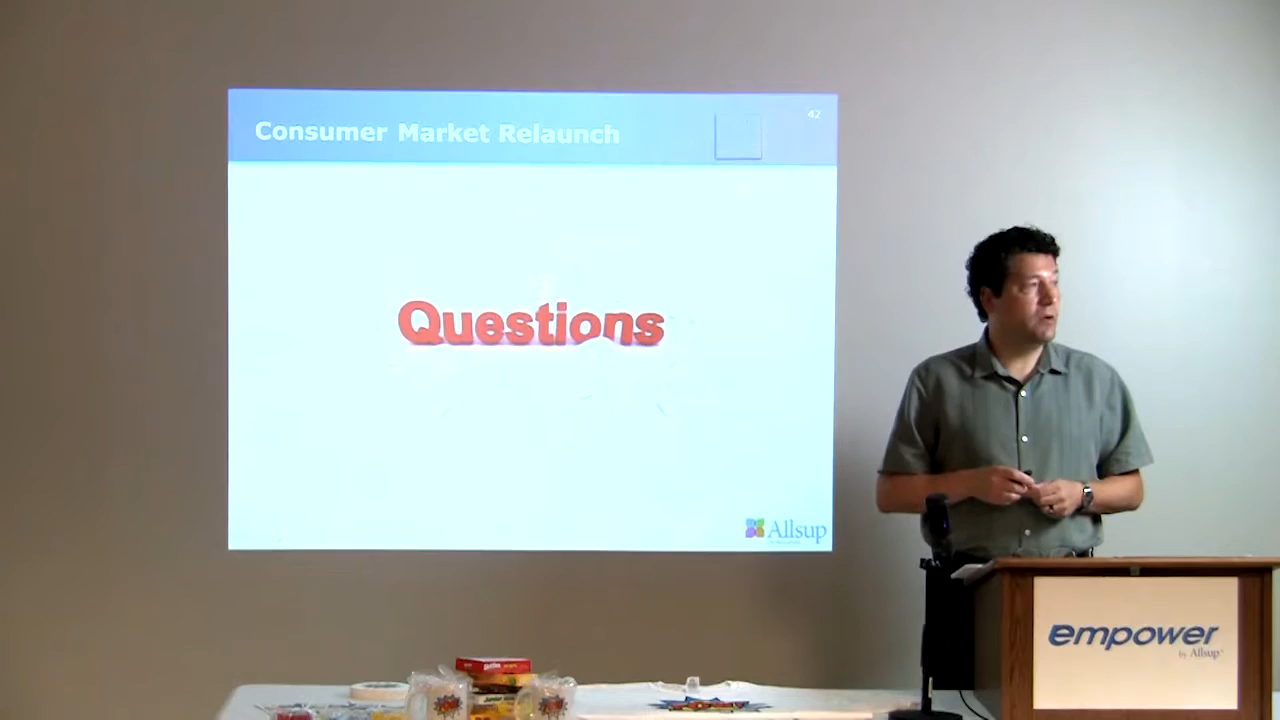 Consumer Market Relaunch
42
Questions
Allsup
empower
by Allsup